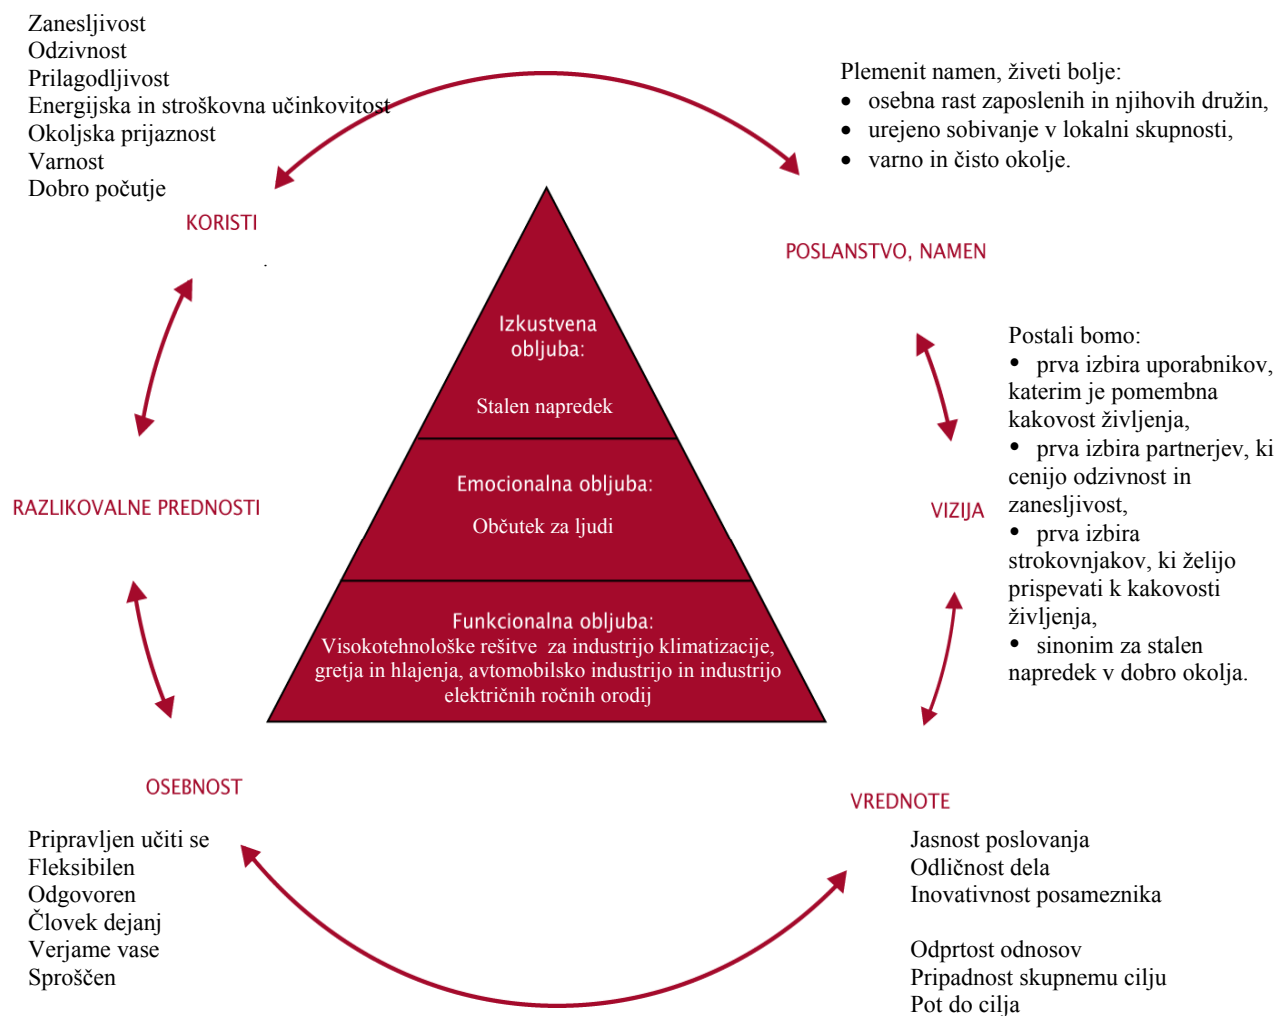 Zanesljivost
Odzivnost
Prilagodljivost
Energijska in stroškovna učinkovitost
Okoljska prijaznost
Varnost
Dobro počutje
KORISTI
Plemenit namen, živeti bolje:
• osebna rast zaposlenih in njihovih družin,
• urejeno sobivanje v lokalni skupnosti,
• varno in čisto okolje.
POSLANSTVO, NAMEN
Izkustvena
obljuba:
Stalen napredek
Emocionalna obljuba:
Občutek za ljudi
Funkcionalna obljuba:
Visokotehnološke rešitve za industrijo klimatizacije,
gretja in hlajenja, avtomobilsko industrijo in industrijo
električnih ročnih orodij
RAZLIKOVALNE PREDNOSTI
VIZIJA
Postali bomo:
• prva izbira uporabnikov,
katerim je pomembna
kakovost življenja,
• prva izbira partnerjev, ki
cenijo odzivnost in
zanesljivost,
• prva izbira
strokovnjakov, ki želijo
prispevati k kakovosti
življenja,
• sinonim za stalen
napredek v dobro okolja.
OSEBNOST
Pripravljen učiti se
Fleksibilen
Odgovoren
Človek dejanj
Verjame vase
Sproščen
VREDNOTE
Jasnost poslovanja
Odličnost dela
Inovativnost posameznika
Odprtost odnosov
Pripadnost skupnemu cilju
Pot do cilja